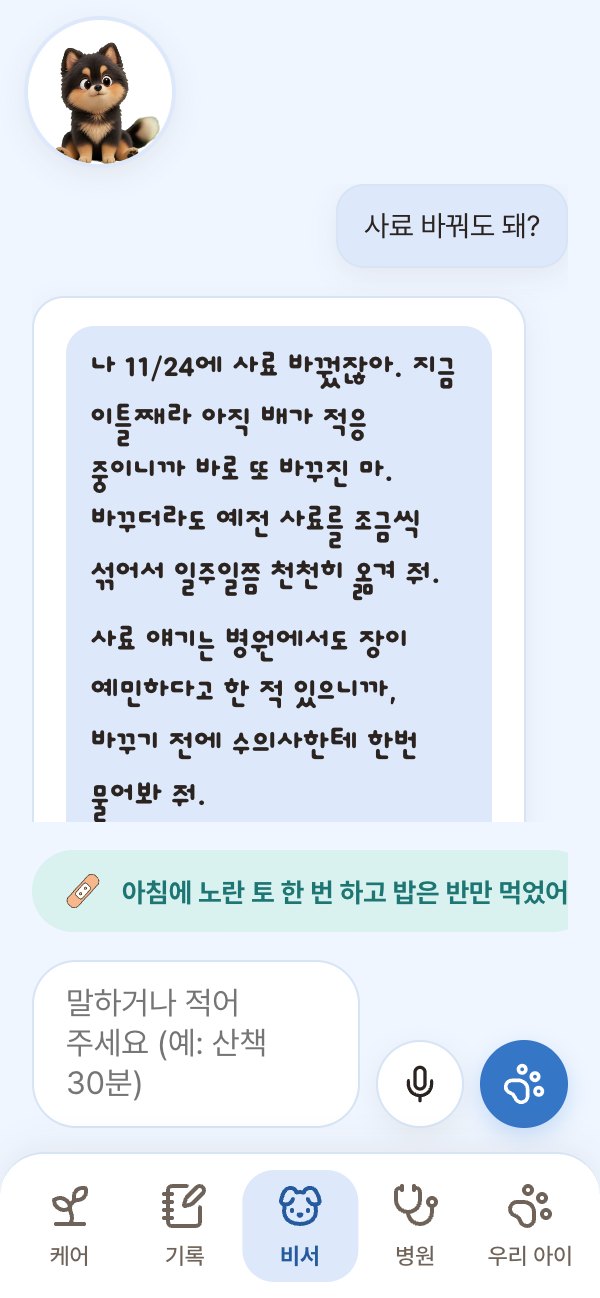 사료 바꿔도 돼?
나 11/24에 사료 바꿨잖아. 지금
이틀째라 아직 배가 적응
중이니까 바로 또 바꾸진 마.
바꾸더라도 예전 사료를 조금씩
섞어서 일주일쯤 천천히 옮겨 줘.
사료 얘기는 병원에서도 장이
예민하다고 한 적 있으니까,
바꾸기 전에 수의사한테 한번
물어봐 줘.
아침에 노란 토 한 번 하고 밥은 반만 먹었어
말하거나 적어
주세요 (예: 산책
30분)
케어
기록
비서
병원
우리 아이